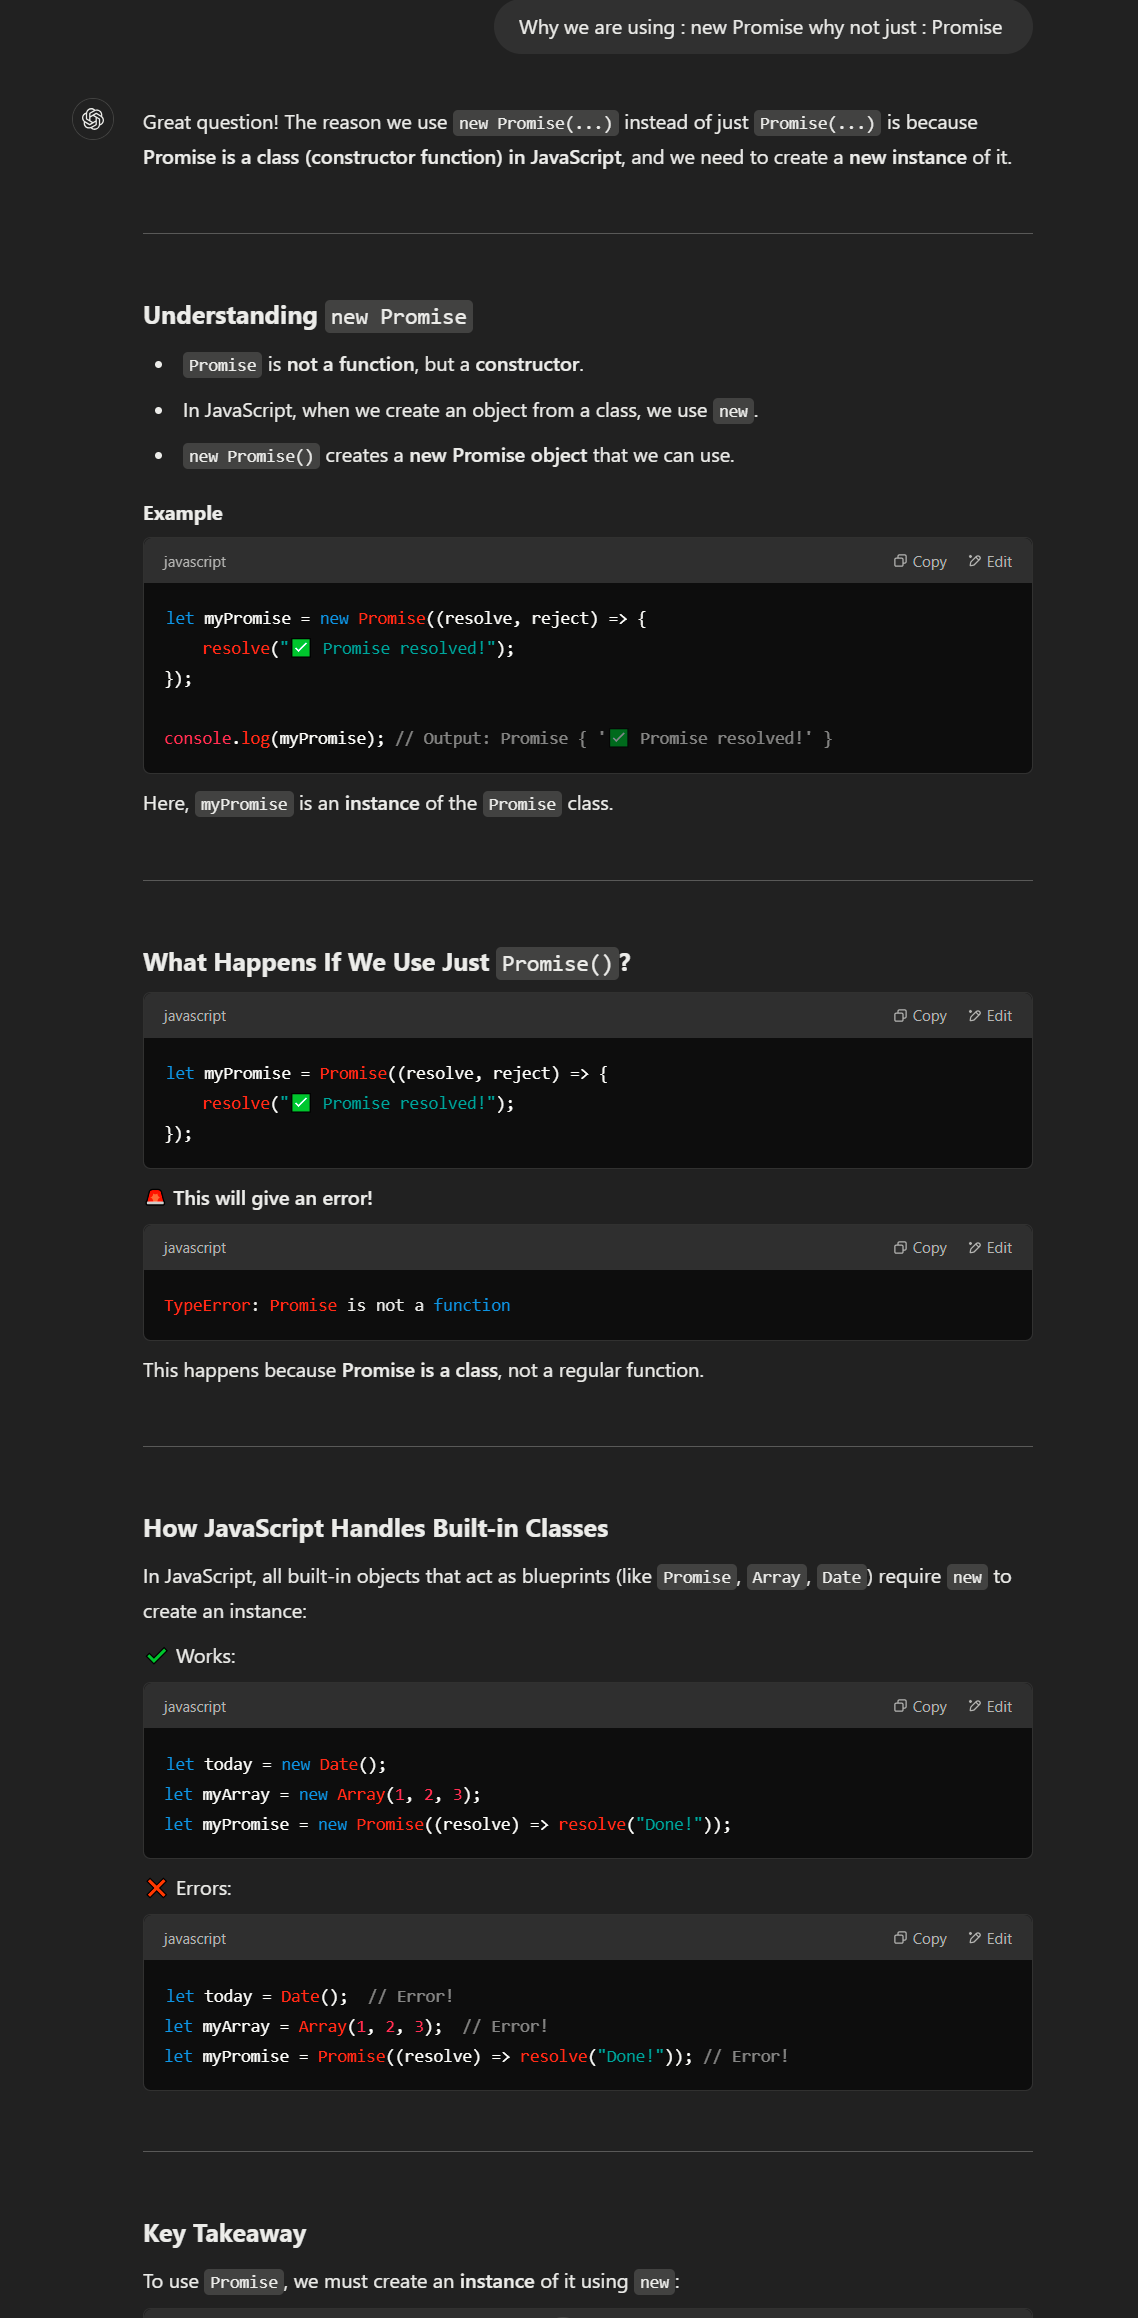 Why we are using : new Promise why not just : Promise
Great question! The reason we use new Promise(...) instead of just Promise(...) is because
Promise is a class (constructor function) in JavaScript, and we need to create a new instance of it.
Understanding new Promise
• Promise is not a function, but a constructor.
• In JavaScript, when we create an object from a class, we use new.
• new Promise() creates a new Promise object that we can use.
Example
javascript Copy Edit
let myPromise = new Promise((resolve, reject) => {
    resolve("✅ Promise resolved!");
});
console.log(myPromise); // Output: Promise { '✅ Promise resolved!' }
Here, myPromise is an instance of the Promise class.
What Happens If We Use Just Promise()?
javascript Copy Edit
let myPromise = Promise((resolve, reject) => {
    resolve("✅ Promise resolved!");
});
🚨 This will give an error!
javascript Copy Edit
TypeError: Promise is not a function
This happens because Promise is a class, not a regular function.
How JavaScript Handles Built-in Classes
In JavaScript, all built-in objects that act as blueprints (like Promise, Array, Date) require new to
create an instance:
✔ Works:
javascript Copy Edit
let today = new Date();
let myArray = new Array(1, 2, 3);
let myPromise = new Promise((resolve) => resolve("Done!"));
❌ Errors:
javascript Copy Edit
let today = Date();  // Error!
let myArray = Array(1, 2, 3);  // Error!
let myPromise = Promise((resolve) => resolve("Done!")); // Error!
Key Takeaway
To use Promise, we must create an instance of it using new: